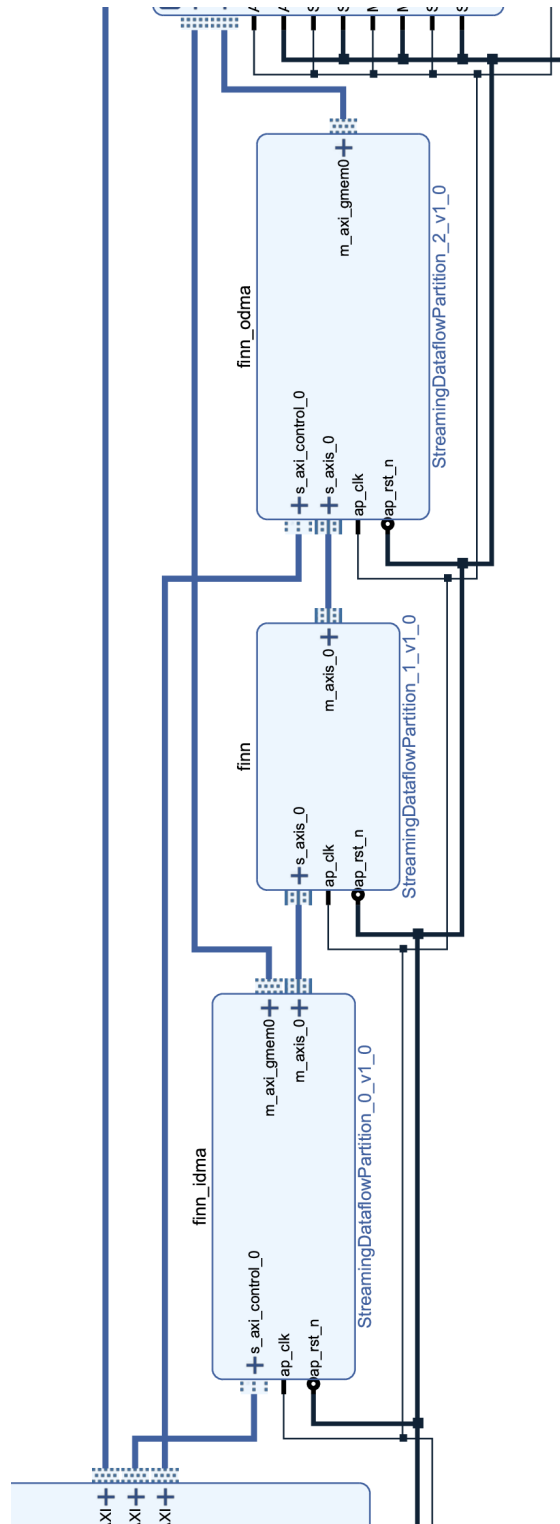 m_axi_gmem0
finn_odma
StreamingDataflowPartition_2_v1_0
s_axi_control_0
s_axis_0
ap_clk
ap_rst_n
m_axis_0
finn
StreamingDataflowPartition_1_v1_0
s_axis_0
ap_clk
ap_rst_n
m_axi_gmem0
m_axis_0
finn_idma
StreamingDataflowPartition_0_v1_0
s_axi_control_0
ap_clk
ap_rst_n